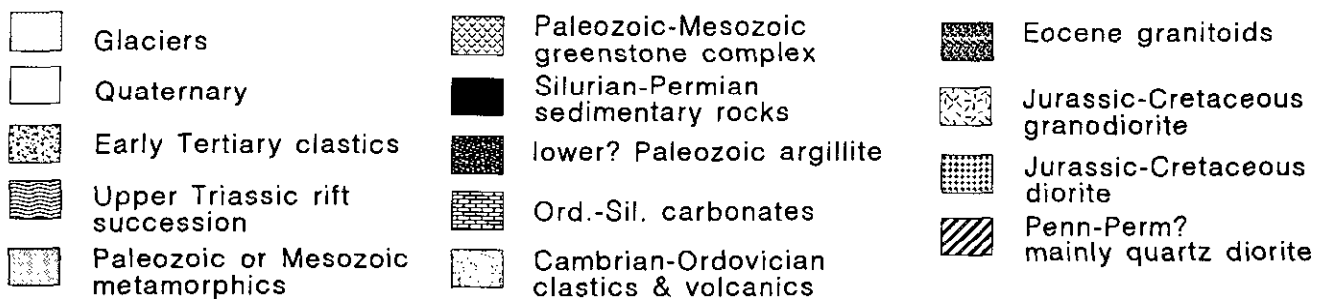 Glaciers
Quaternary
Early Tertiary clastics
Upper Triassic rift
succession
Paleozoic or Mesozoic
metamorphics
Paleozoic-Mesozoic
greenstone complex
Silurian-Permian
sedimentary rocks
lower? Paleozoic argillite
Ord.-Sil. carbonates
Cambrian-Ordovician
clastics & volcanics
Eocene granitoids
Jurassic-Cretaceous
granodiorite
Jurassic-Cretaceous
diorite
Penn-Perm?
mainly quartz diorite